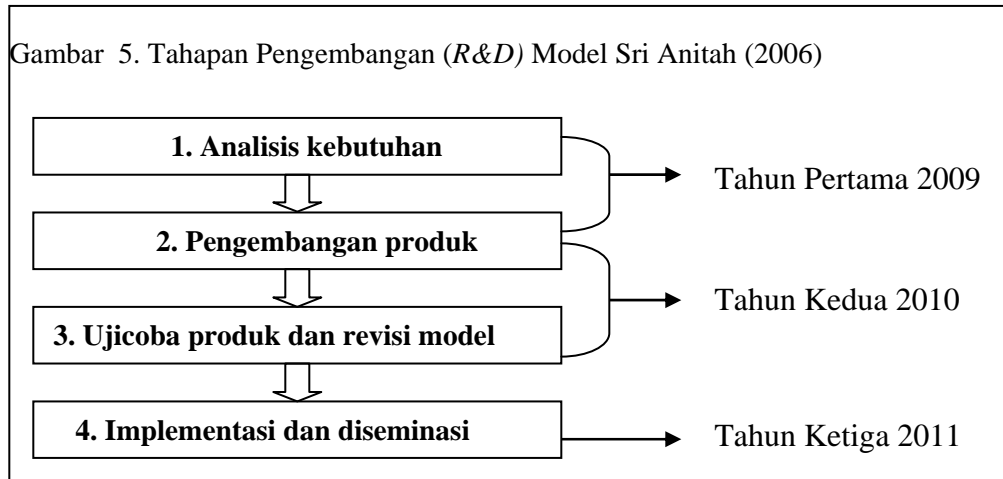 Gambar 5. Tahapan Pengembangan (R&D) Model Sri Anitah (2006)
1. Analisis kebutuhan
Tahun Pertama 2009
2. Pengembangan produk
Tahun Kedua 2010
3. Ujicoba produk dan revisi model
4. Implementasi dan diseminasi
Tahun Ketiga 2011